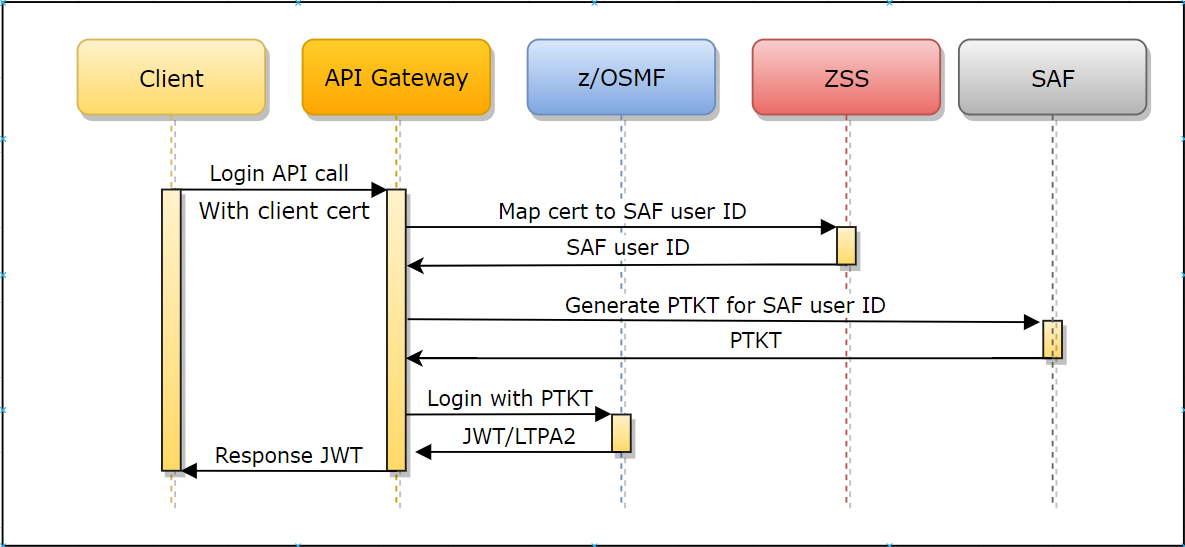 Client
API Gateway
z/OSMF
ZSS
SAF
Login API call
With client cert
Map cert to SAF user ID
SAF user ID
Generate PTKT for SAF user ID
PTKT
Login with PTKT
JWT/LTPA2
Response JWT